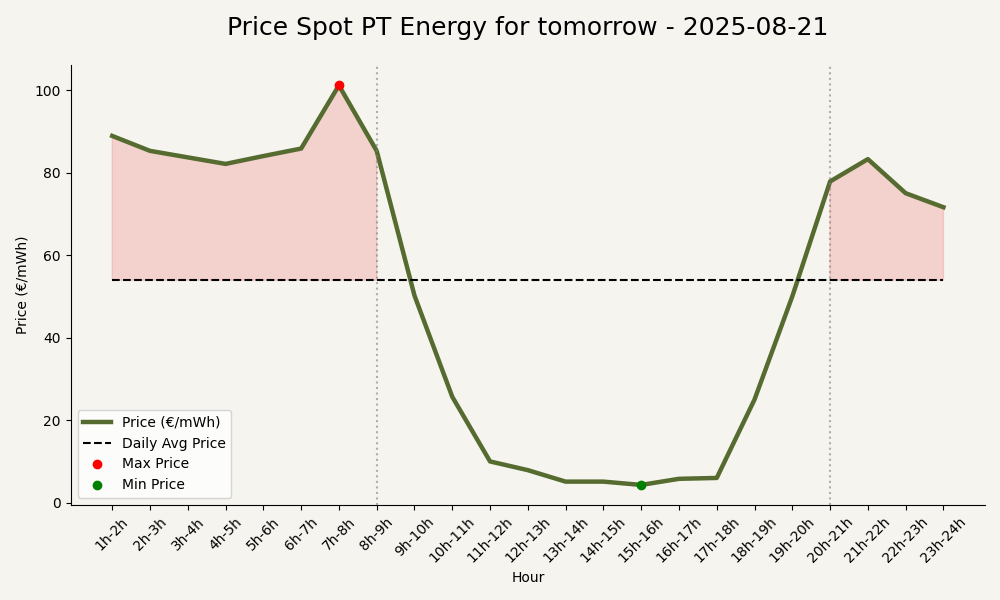 Price Spot PT Energy for tomorrow - 2025-08-21
Price (€/mWh)
100
80
60
40
20
0
Price (€/mWh)
Daily Avg Price
Max Price
Min Price
1h-2h
2h-3h
3h-4h
4h-5h
5h-6h
6h-7h
7h-8h
8h-9h
9h-10h
10h-11h
11h-12h
12h-13h
13h-14h
14h-15h
15h-16h
16h-17h
17h-18h
18h-19h
19h-20h
20h-21h
21h-22h
22h-23h
23h-24h
Hour